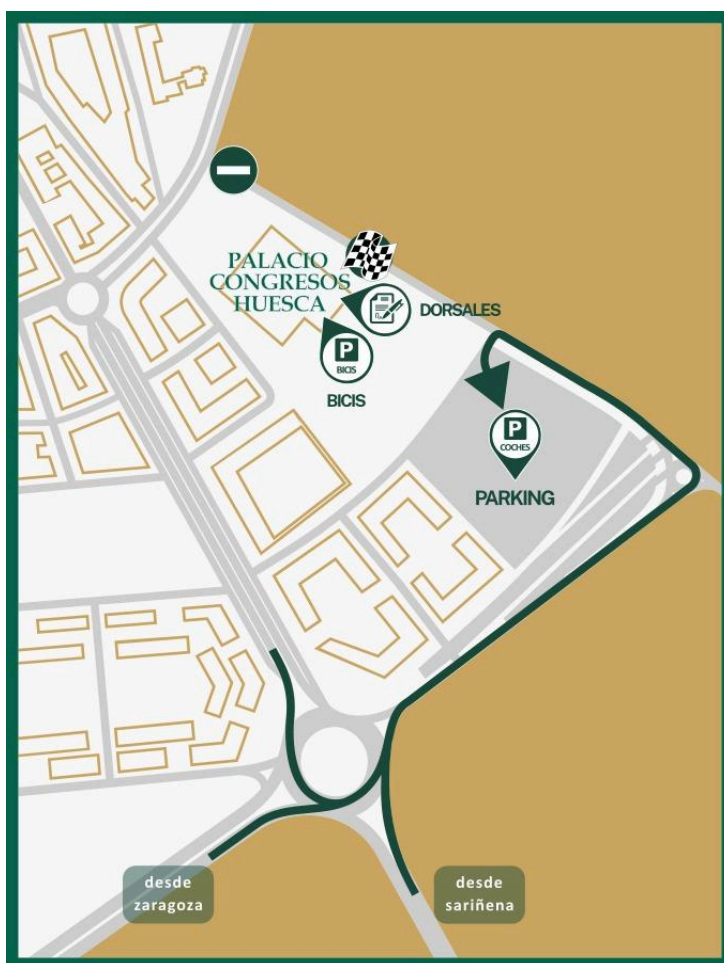 PALACIO
CONGRESOS
HUESCA
DORSALES
P
BICIS
BICIS
P
COCHES
PARKING
desde
zaragoza
desde
sariñena